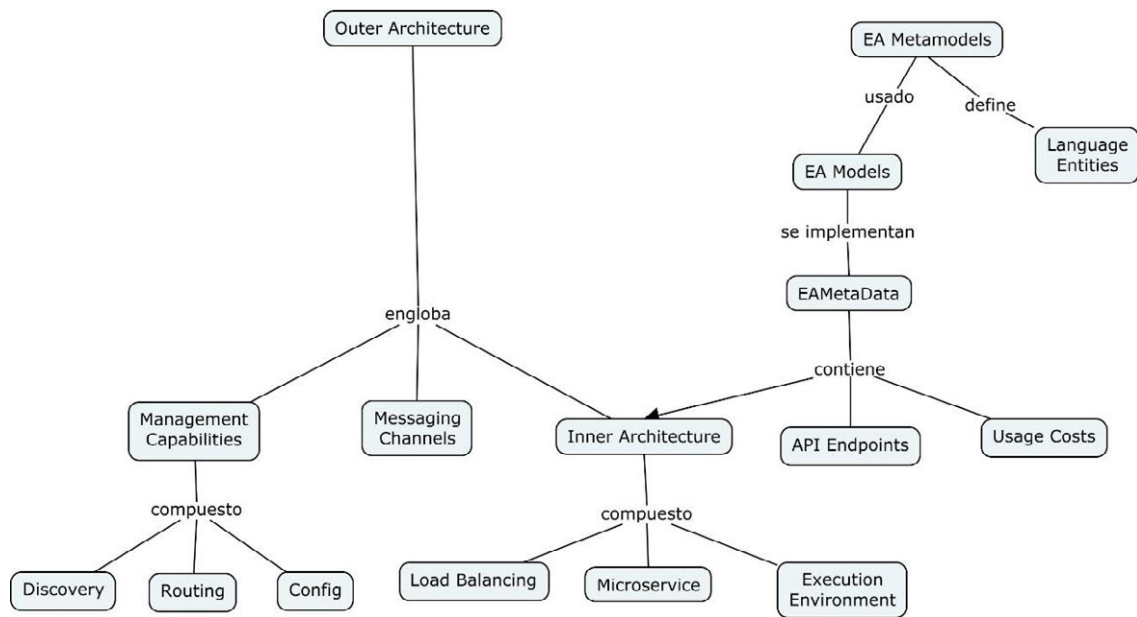 Outer Architecture
EA Metamodels
usado
define
Language
Entities
EA Models
se implementan
EAMetaData
engloba
contiene
Management
Capabilities
Messaging
Channels
Inner Architecture
API Endpoints
Usage Costs
compuesto
compuesto
Discovery
Routing
Config
Load Balancing
Microservice
Execution
Environment